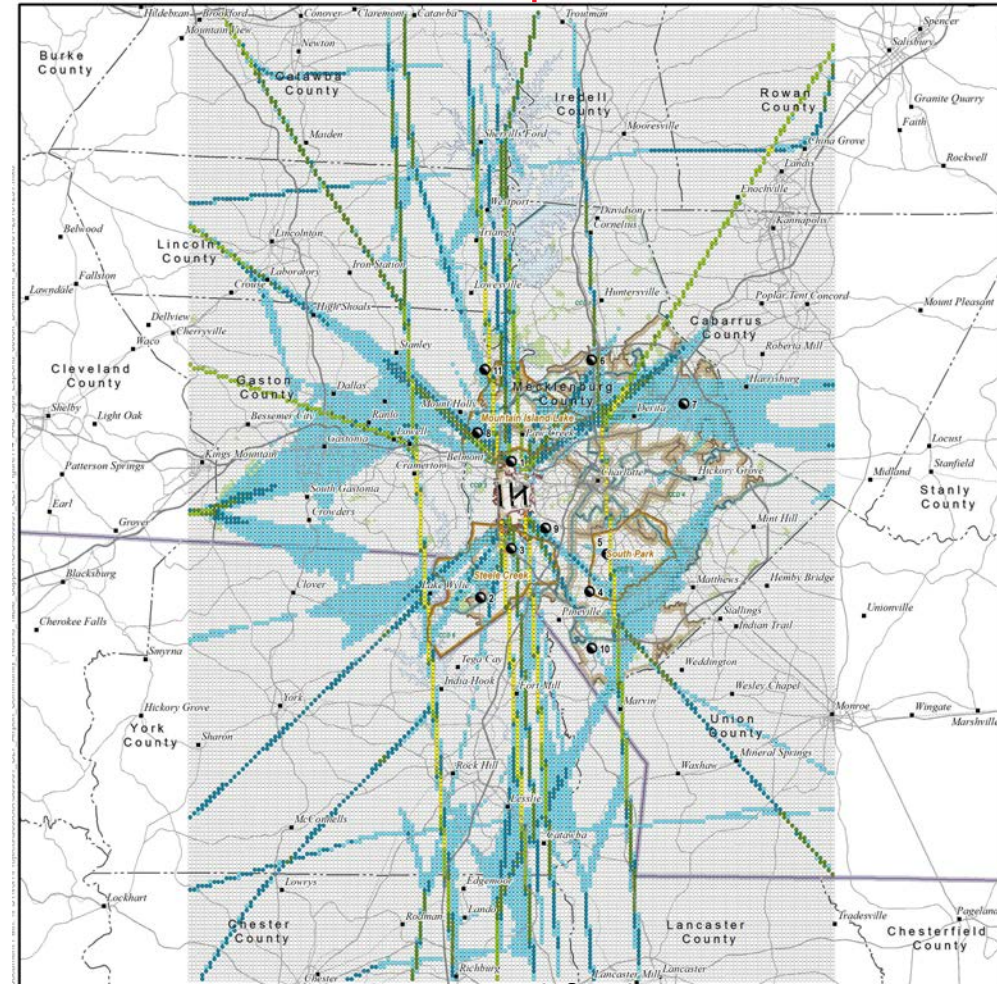 Hildebran
Brookford
Conover
Claremont
Catawba
Troutman
Spencer
Mountain View
Newton
Salisbury
Burke
County
Catawba
County
Iredell
County
Rowan
County
Granite Quarry
Faith
Maiden
Sherrills Ford
Mooresville
China Grove
Landis
Rockwell
Enochville
Westport
Davidson
Cornelius
Kannapolis
Belwood
Lincoln
County
Lincolnton
Triangle
Laboratory
Iron Station
Fallston
Lawndale
Crouse
Lowesville
Huntersville
Poplar Tent
Concord
High Shoals
Mount Pleasant
Dellview
Cherryville
Cabarrus
County
Waco
Stanley
Roberta Mill
6
Cleveland
County
Gaston
County
11
Mecklenburg
County
Harrisburg
Dallas
7
Shelby
Light Oak
Bessemer City
Ranlo
Mount Holly
Mountain Island Lake
Derita
Lowell
8
Paw Creek
Gastonia
Locust
Kings Mountain
Belmont
1
Stanfield
Patterson Springs
Cramerton
Charlotte
Hickory Grove
Midland
South Gastonia
Stanly
County
Earl
Crowders
Grover
9
Mint Hill
3
5
South Park
Blacksburg
Clover
Lake Wylie
Steele Creek
Matthews
Hemby Bridge
2
4
Cherokee Falls
Pineville
Stallings
Unionville
Indian Trail
Smyrna
10
Tega Cay
Weddington
India Hook
Fort Mill
Wesley Chapel
Hickory Grove
York
Marvin
Monroe
Wingate
York
County
Union
County
Marshville
Sharon
Mineral Springs
Rock Hill
Waxhaw
Lesslie
McConnells
Catawba
Lowrys
Edgemoor
Lockhart
Lando
Chester
County
Rodman
Lancaster
County
Tradesville
Pageland
Chesterfield
County
Chester
Richburg
Lancaster Mill
Lancaster